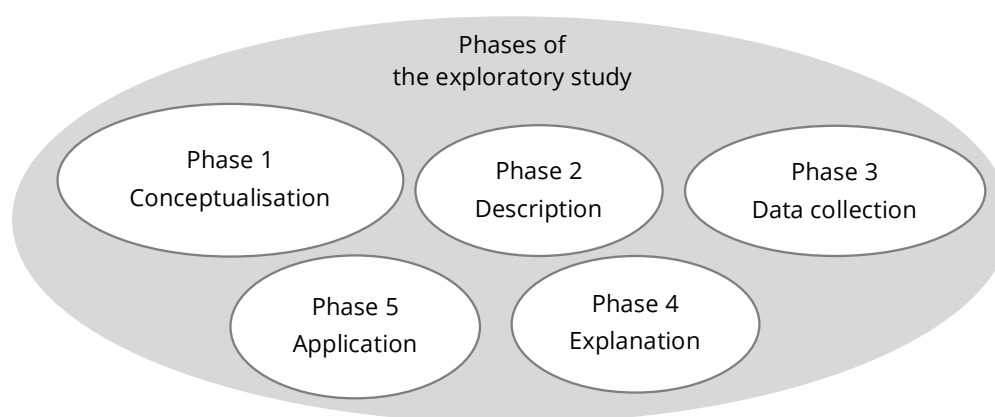 Phases of
the exploratory study
Phase 1
Conceptualisation
Phase 2
Description
Phase 3
Data collection
Phase 5
Application
Phase 4
Explanation